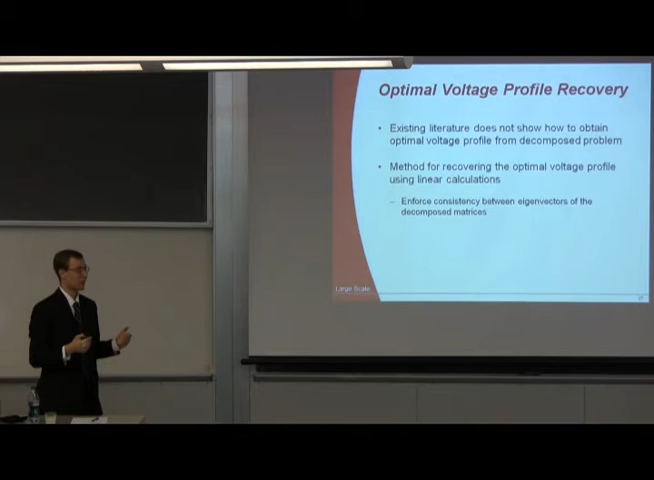 Optimal Voltage Profile Recovery
• Existing literature does not show how to obtain
optimal voltage profile from decomposed problem
• Method for recovering the optimal voltage profile
using linear calculations
– Enforce consistency between eigenvectors of the
decomposed matrices
Large Scale